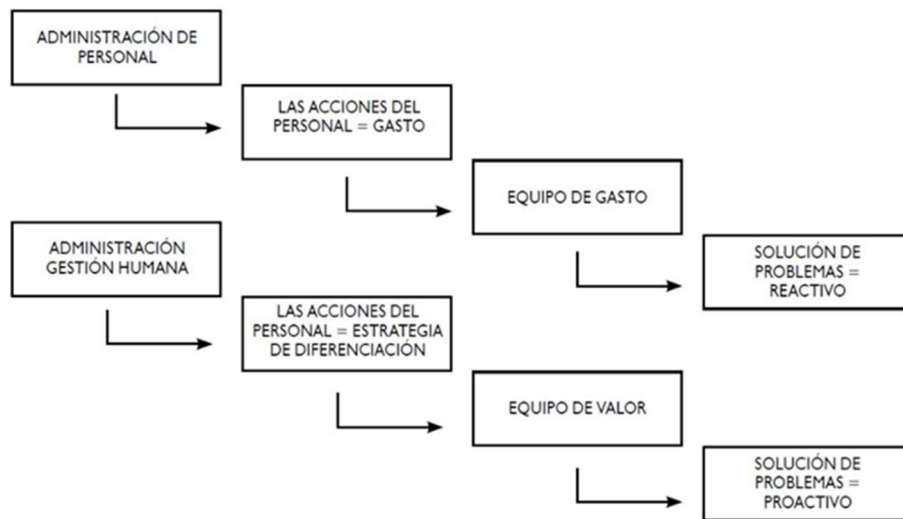 ADMINISTRACIÓN DE
PERSONAL
LAS ACCIONES DEL
PERSONAL = GASTO
EQUIPO DE GASTO
SOLUCIÓN DE
PROBLEMAS =
REACTIVO
ADMINISTRACIÓN
GESTIÓN HUMANA
LAS ACCIONES DEL
PERSONAL = ESTRATEGIA
DE DIFERENCIACIÓN
EQUIPO DE VALOR
SOLUCIÓN DE
PROBLEMAS =
PROACTIVO